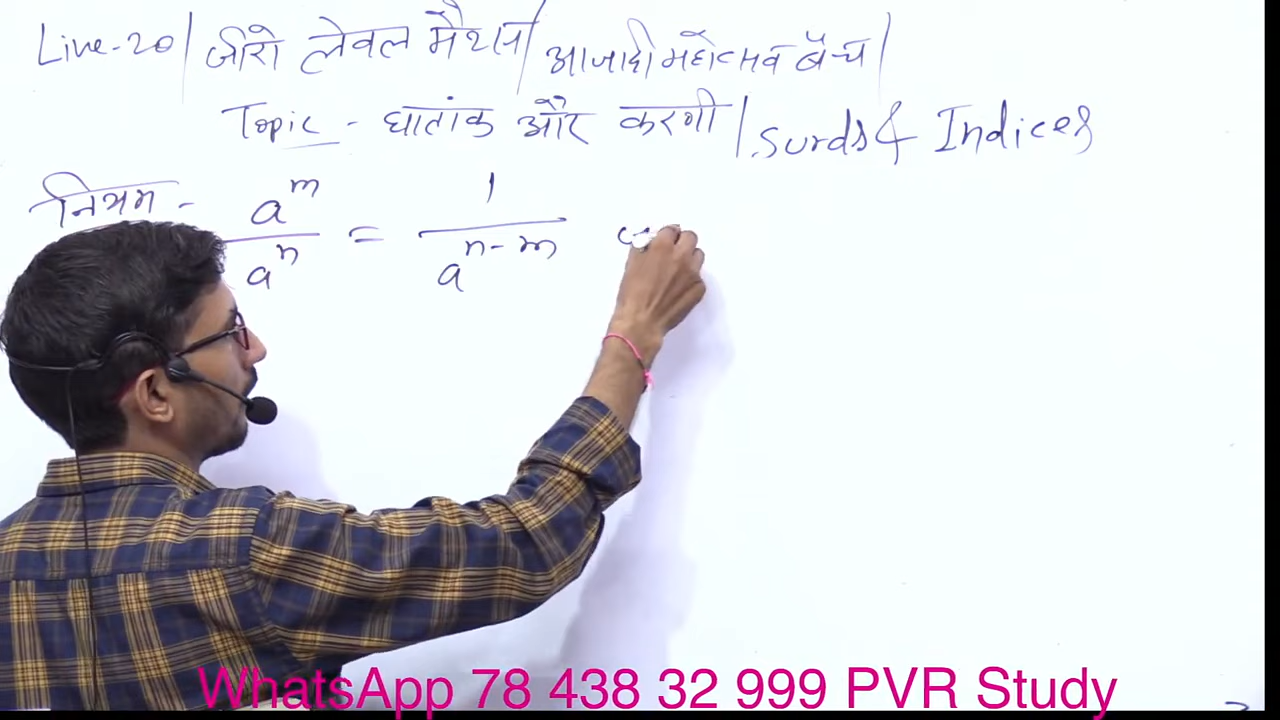 Live-20/ जीरो लेवल मैथ्स/ आजादी महोत्सव बैच/
Topic - घातांक और करणी/ Surds & Indices
नियम - a^m / a^n = 1 / a^(n-m)
WhatsApp 78 438 32 999 PVR Study